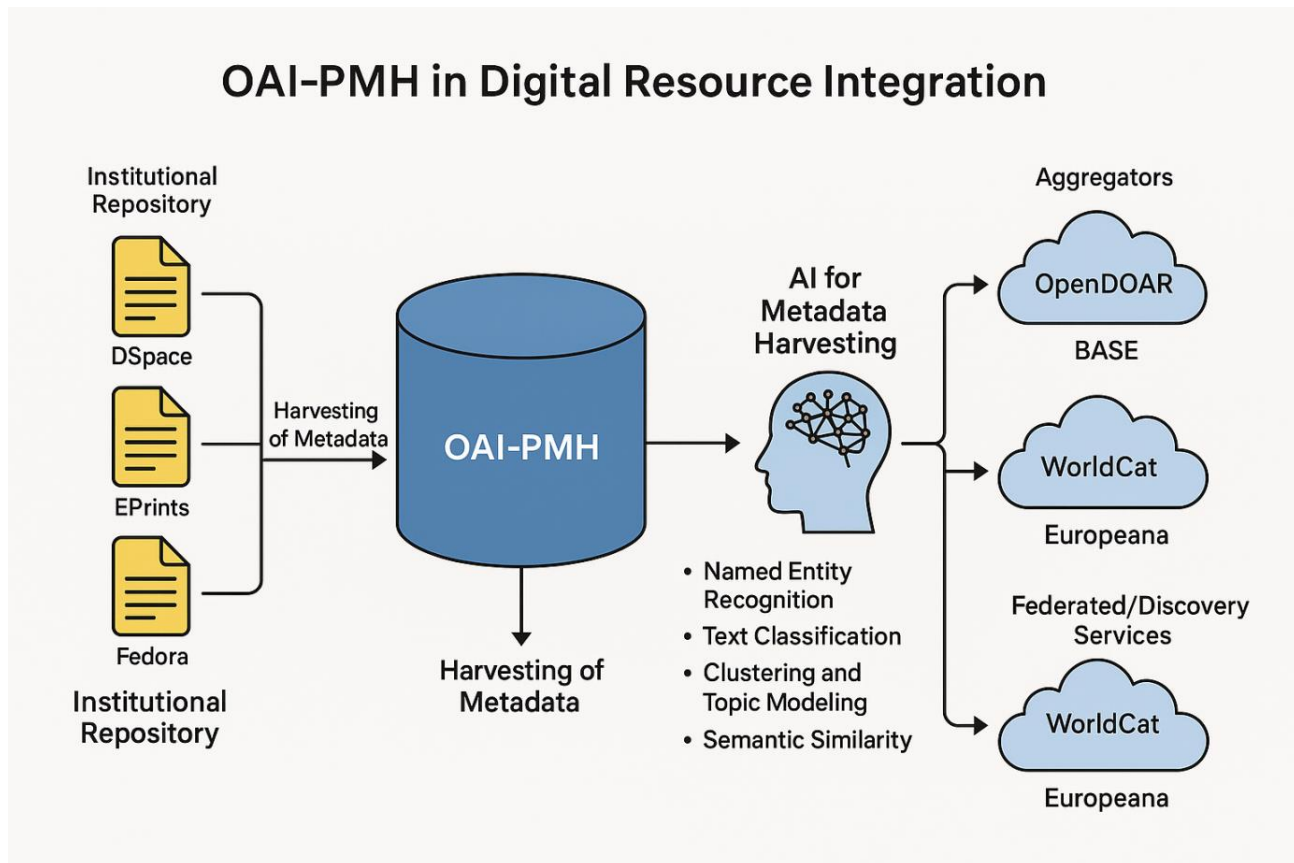 OAI-PMH in Digital Resource Integration
Institutional
Repository
DSpace
EPrints
Fedora
Institutional
Repository
Harvesting
of Metadata
OAI-PMH
Harvesting of
Metadata
AI for
Metadata
Harvesting
• Named Entity
Recognition
• Text Classification
• Clustering and
Topic Modeling
• Semantic Similarity
Aggregators
OpenDOAR
BASE
WorldCat
Europeana
Federated/Discovery
Services
WorldCat
Europeana